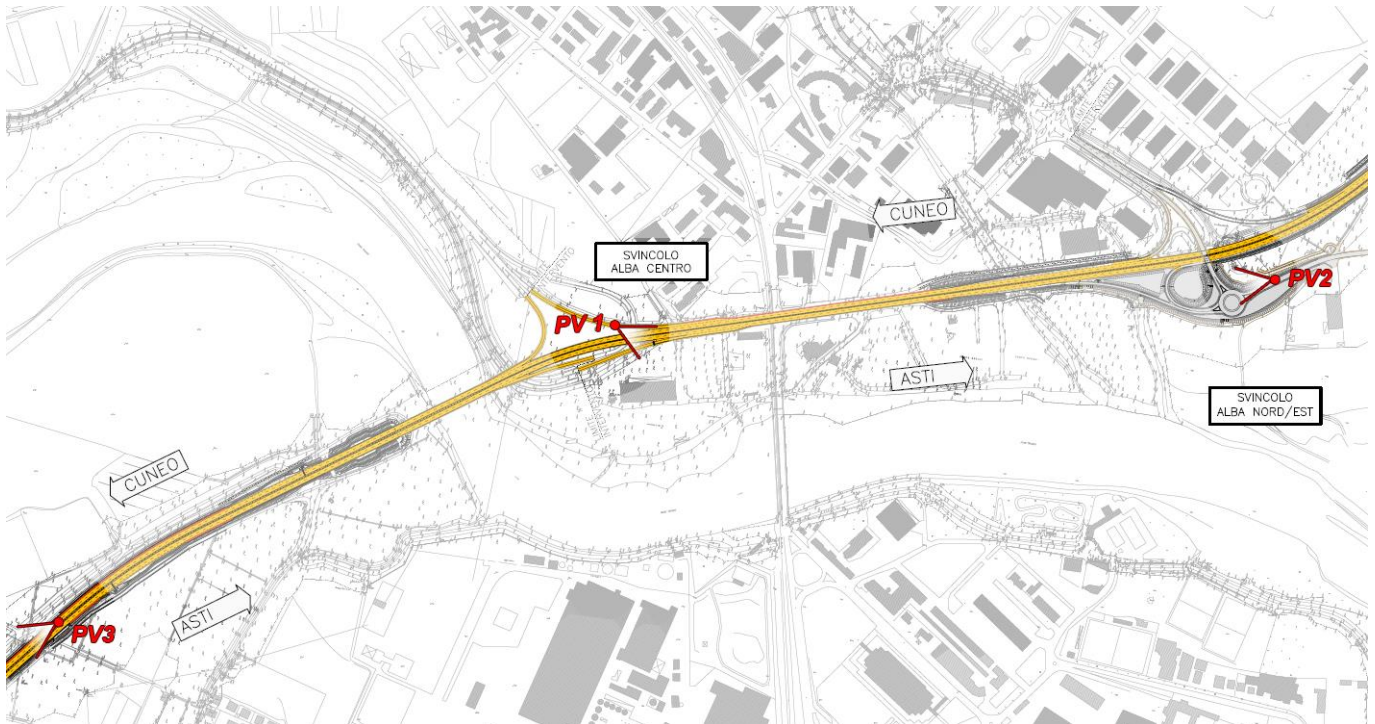 CUNEO
SVINCOLO
ALBA CENTRO
PV2
PV 1
ASTI
SVINCOLO
ALBA NORD/EST
CUNEO
ASTI
PV3